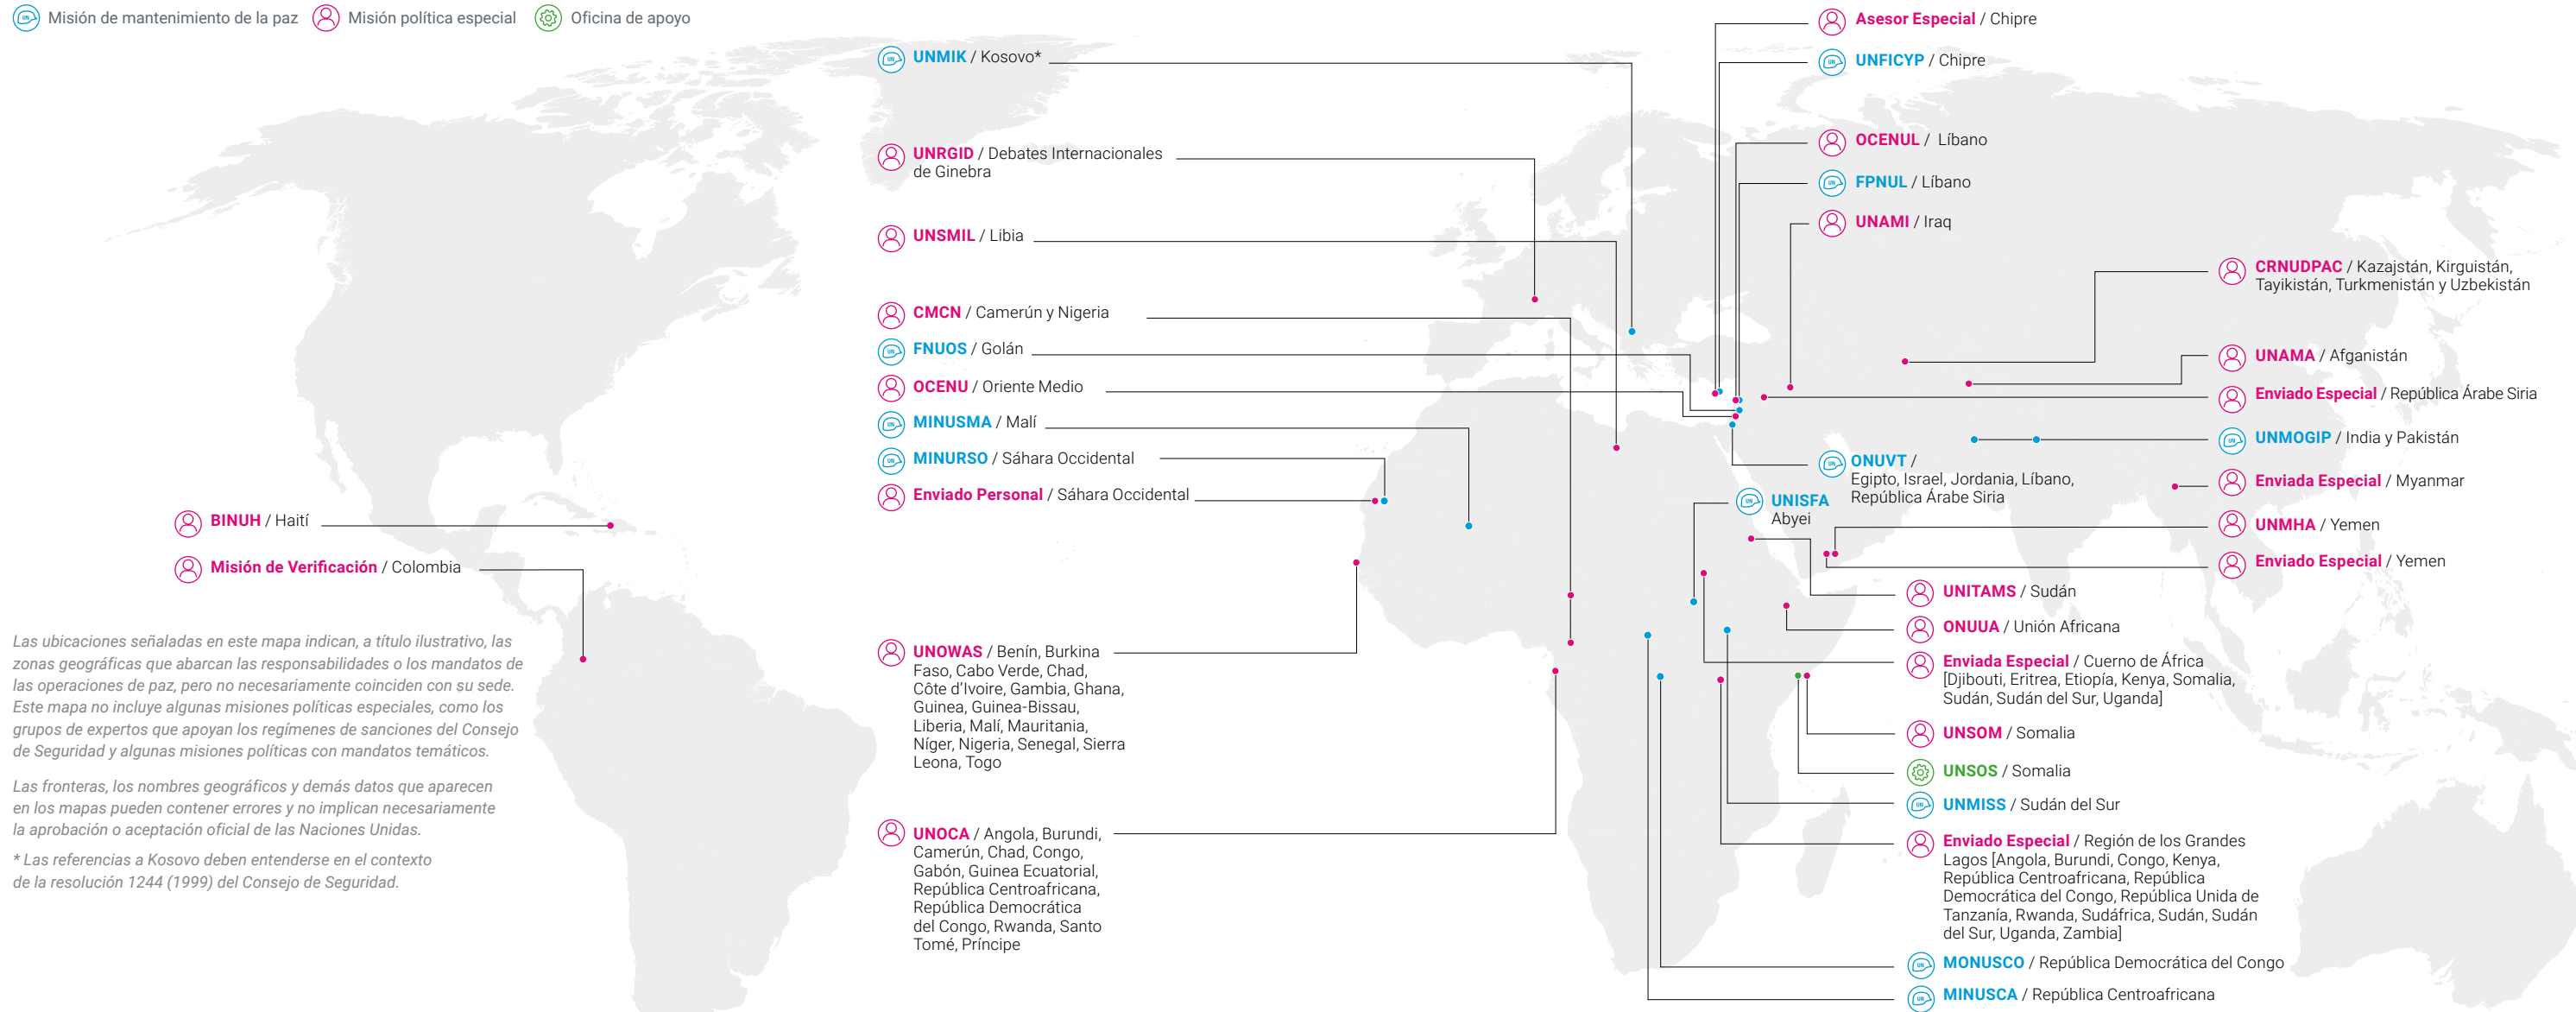 Misión de mantenimiento de la paz
Misión política especial
Oficina de apoyo
UNMIK / Kosovo*
UNRGID / Debates Internacionales
de Ginebra
UNSMIL / Libia
CMCN / Camerún y Nigeria
FNUOS / Golán
OCENU / Oriente Medio
MINUSMA / Malí
MINURSO / Sáhara Occidental
Enviado Personal / Sáhara Occidental
BINUH / Haití
Misión de Verificación / Colombia
UNOWAS / Benín, Burkina
Faso, Cabo Verde, Chad,
Côte d'Ivoire, Gambia, Ghana,
Guinea, Guinea-Bissau,
Liberia, Malí, Mauritania,
Níger, Nigeria, Senegal, Sierra
Leona, Togo
UNOCA / Angola, Burundi,
Camerún, Chad, Congo,
Gabón, Guinea Ecuatorial,
República Centroafricana,
República Democrática
del Congo, Rwanda, Santo
Tomé, Príncipe
Asesor Especial / Chipre
UNFICYP / Chipre
OCENUL / Líbano
FPNUL / Líbano
UNAMI / Iraq
CRNUDPAC / Kazajstán, Kirguistán,
Tayikistán, Turkmenistán y Uzbekistán
UNAMA / Afganistán
Enviado Especial / República Árabe Siria
UNMOGIP / India y Pakistán
ONUVT /
Egipto, Israel, Jordania, Líbano,
República Árabe Siria
UNISFA
Abyei
Enviada Especial / Myanmar
UNMHA / Yemen
Enviado Especial / Yemen
UNITAMS / Sudán
ONUUA / Unión Africana
Enviada Especial / Cuerno de África
[Djibouti, Eritrea, Etiopía, Kenya, Somalia,
Sudán, Sudán del Sur, Uganda]
UNSOM / Somalia
UNSOS / Somalia
UNMISS / Sudán del Sur
Enviado Especial / Región de los Grandes
Lagos [Angola, Burundi, Congo, Kenya,
República Centroafricana, República
Democrática del Congo, República Unida de
Tanzanía, Rwanda, Sudáfrica, Sudán, Sudán
del Sur, Uganda, Zambia]
MONUSCO / República Democrática del Congo
MINUSCA / República Centroafricana
Las ubicaciones señaladas en este mapa indican, a título ilustrativo, las
zonas geográficas que abarcan las responsabilidades o los mandatos de
las operaciones de paz, pero no necesariamente coinciden con su sede.
Este mapa no incluye algunas misiones políticas especiales, como los
grupos de expertos que apoyan los regímenes de sanciones del Consejo
de Seguridad y algunas misiones políticas con mandatos temáticos.
Las fronteras, los nombres geográficos y demás datos que aparecen
en los mapas pueden contener errores y no implican necesariamente
la aprobación o aceptación oficial de las Naciones Unidas.
* Las referencias a Kosovo deben entenderse en el contexto
de la resolución 1244 (1999) del Consejo de Seguridad.